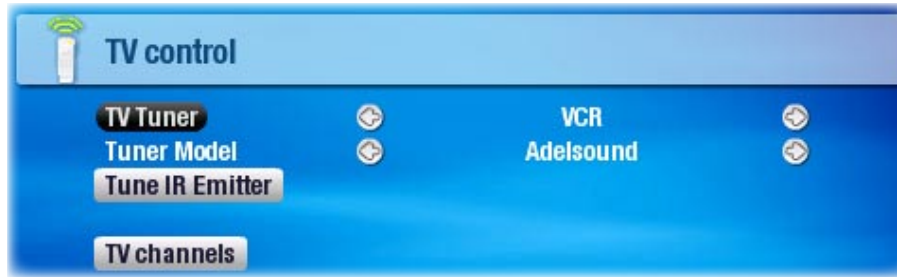 TV control
TV Tuner VCR
Tuner Model Adelsound
Tune IR Emitter
TV channels